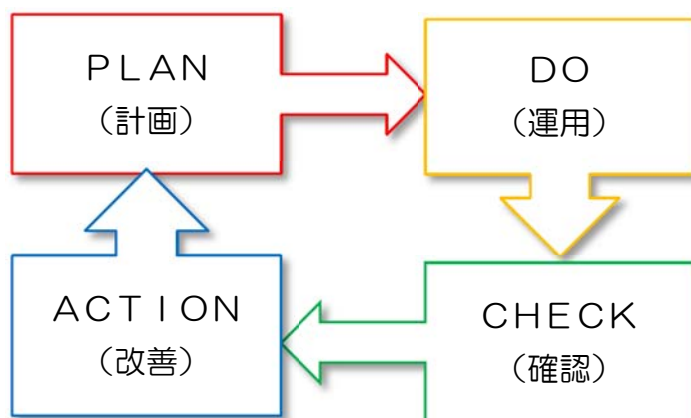 ＰＬＡＮ
（計画）
ＤＯ
（運用）
ＡＣＴＩＯＮ
（改善）
ＣＨＥＣＫ
（確認）